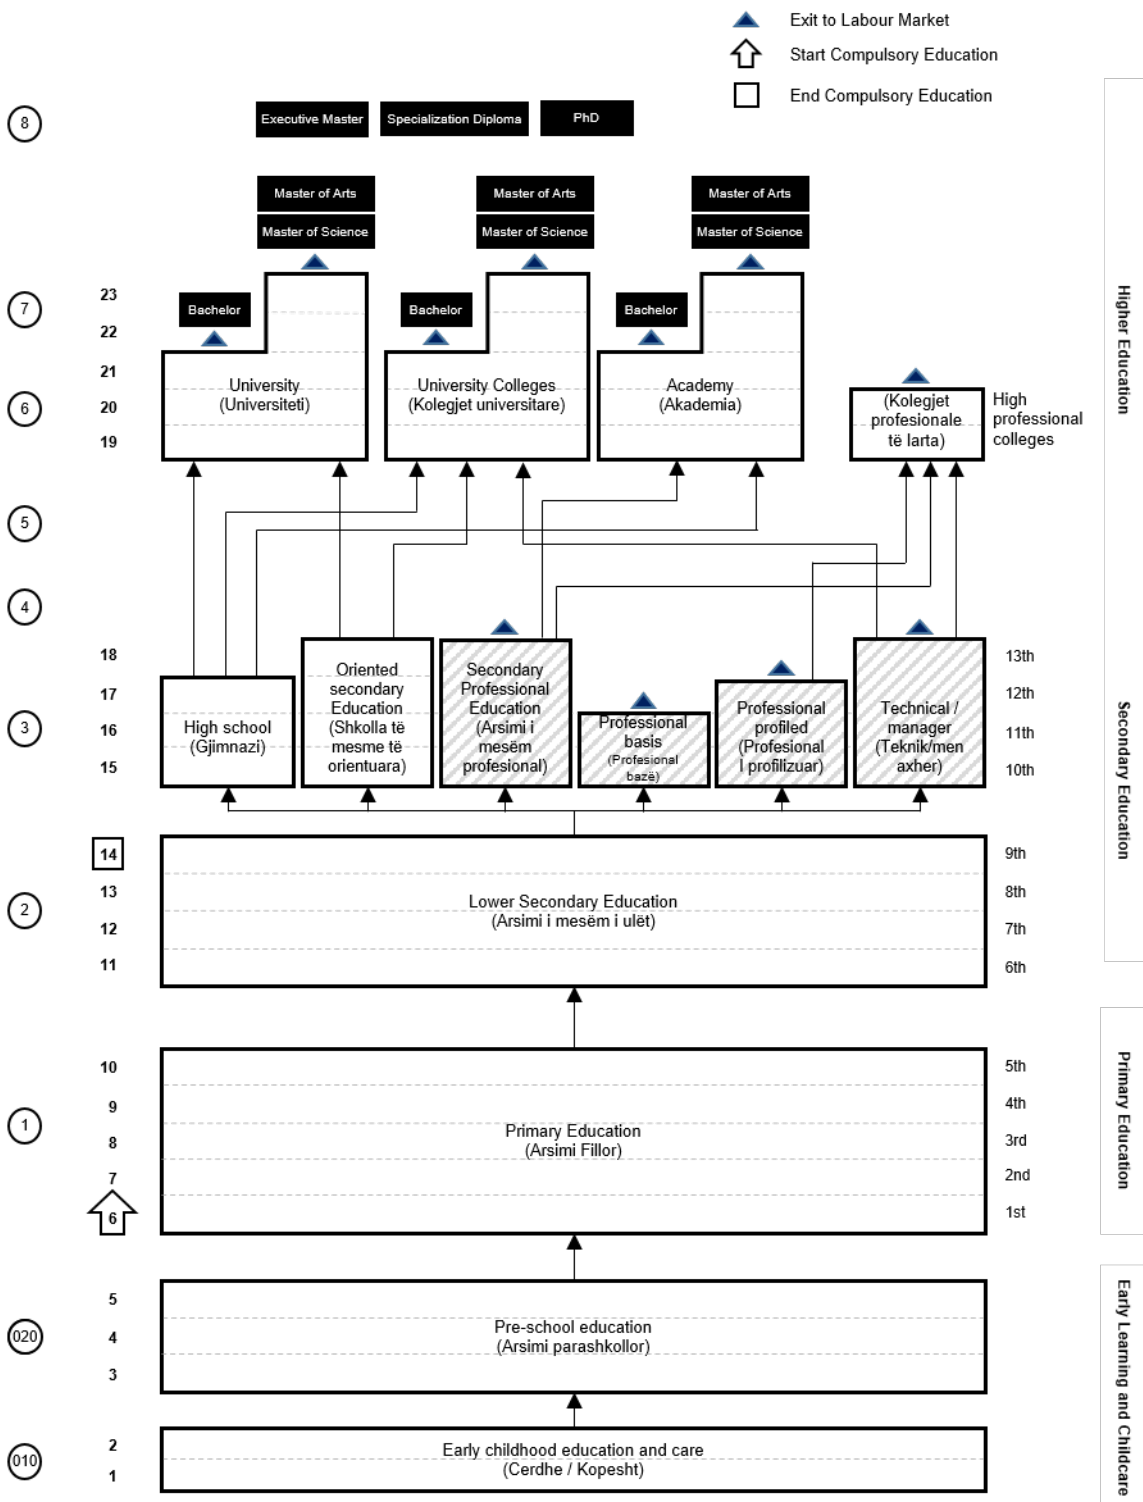 Exit to Labour Market
Start Compulsory Education
End Compulsory Education
8
Executive Master
Specialization Diploma
PhD
Master of Arts
Master of Science
Master of Arts
Master of Science
Master of Arts
Master of Science
Higher Education
7
23
22
21
Bachelor
Bachelor
Bachelor
6
20
19
University
(Universiteti)
University Colleges
(Kolegjet universitare)
Academy
(Akademia)
(Kolegjet
profesionale
të larta)
High
professional
colleges
5
4
Secondary Education
3
18
17
16
15
High school
(Gjimnazi)
Oriented
secondary
Education
(Shkolla të
mesme të
orientuara)
Secondary
Professional
Education
(Arsimi i
mesëm
profesional)
Professional
basis
(Profesional
bazë)
Professional
profiled
(Profesional
I profilizuar)
Technical /
manager
(Teknik/men
axher)
13th
12th
11th
10th
2
14
13
12
11
Lower Secondary Education
(Arsimi i mesëm i ulët)
9th
8th
7th
6th
1
10
9
8
7
6
Primary Education
(Arsimi Fillor)
5th
4th
3rd
2nd
1st
Primary Education
020
5
4
3
Pre-school education
(Arsimi parashkollor)
Early Learning and Childcare
010
2
1
Early childhood education and care
(Cerdhe / Kopesht)